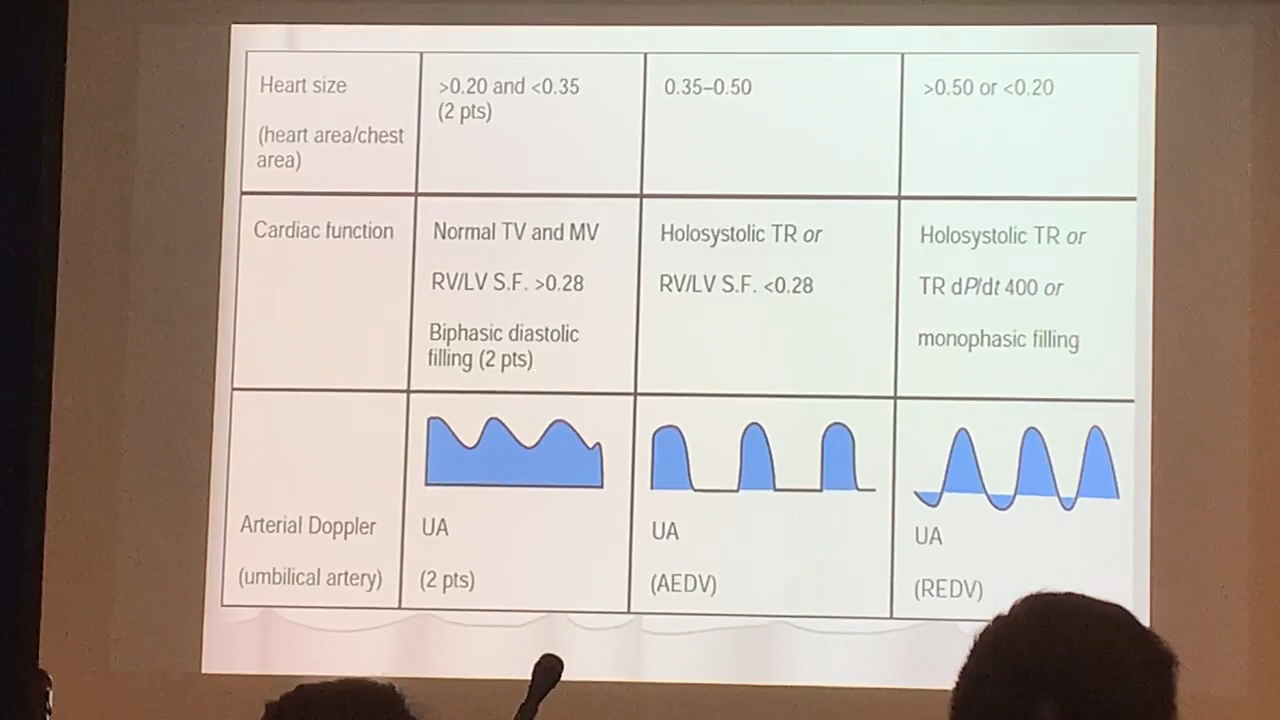 Heart size
(heart area/chest
area)
>0.20 and <0.35
(2 pts)
0.35–0.50
>0.50 or <0.20
Cardiac function
Normal TV and MV
RV/LV S.F. >0.28
Biphasic diastolic
filling (2 pts)
Holosystolic TR or
RV/LV S.F. <0.28
Holosystolic TR or
TR dP/dt 400 or
monophasic filling
Arterial Doppler
(umbilical artery)
UA
(2 pts)
UA
(AEDV)
UA
(REDV)